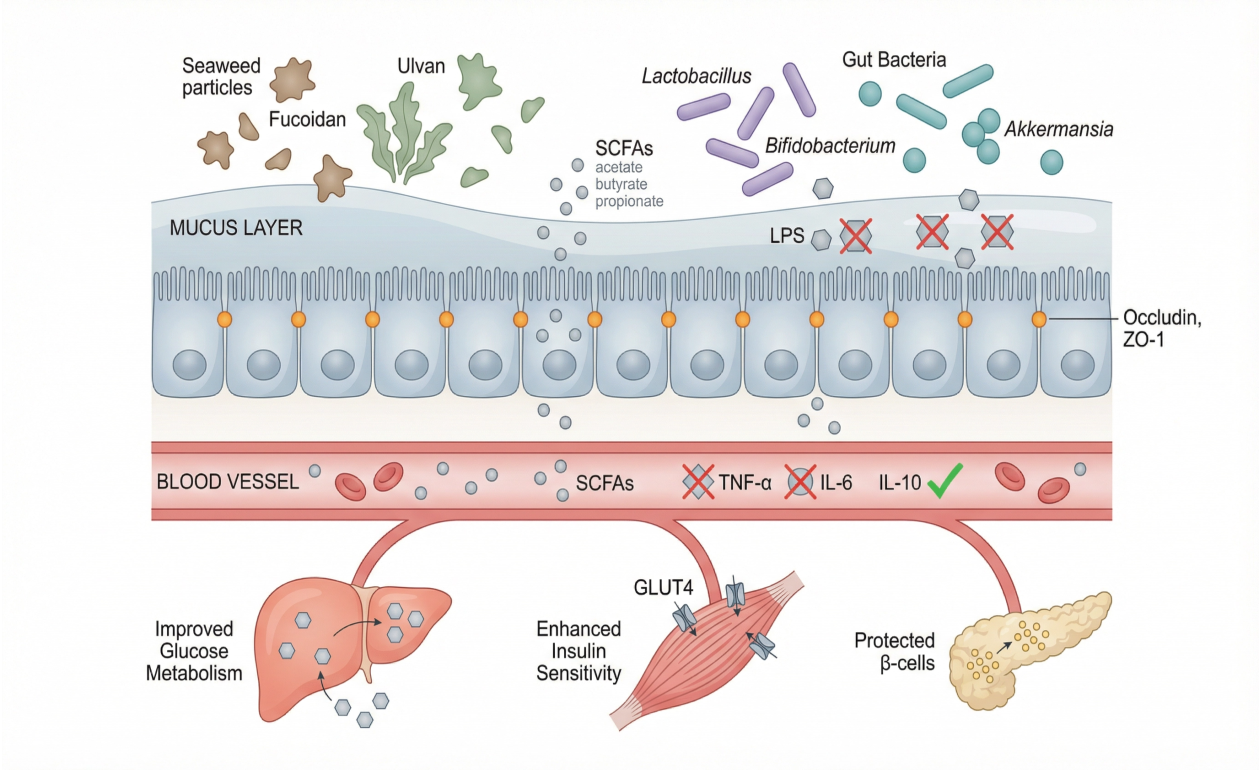 Seaweed
particles
Fucoidan
Ulvan
SCFAs
acetate
butyrate
propionate
Lactobacillus
Bifidobacterium
Gut Bacteria
Akkermansia
MUCUS LAYER
LPS
Occludin,
ZO-1
BLOOD VESSEL
SCFAs
TNF-α
IL-6
IL-10
Improved
Glucose
Metabolism
Enhanced
Insulin
Sensitivity
GLUT4
Protected
β-cells